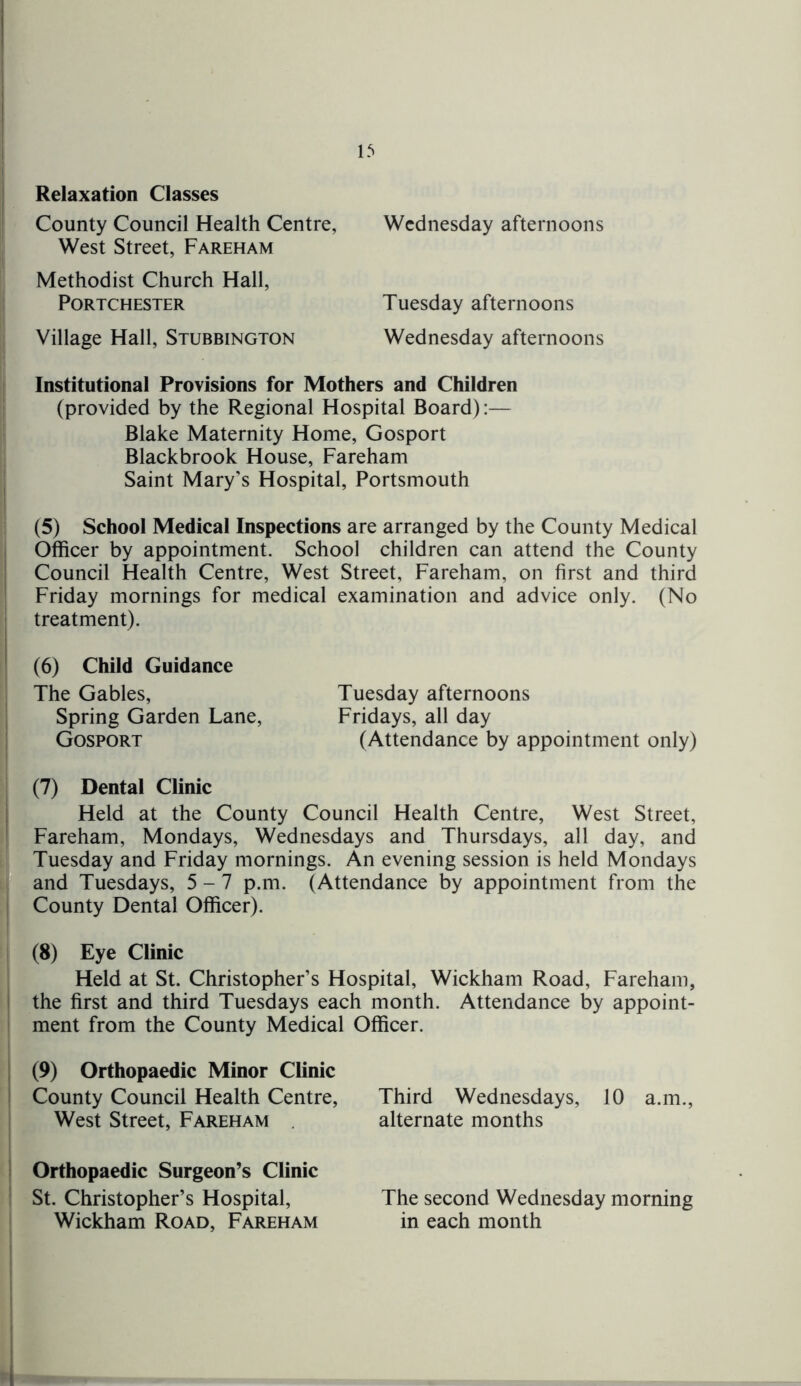 15
Relaxation Classes
County Council Health Centre, Wednesday afternoons
West Street, FAREHAM
Methodist Church Hall,
PORTCHESTER Tuesday afternoons
Village Hall, STUBBINGTON Wednesday afternoons
Institutional Provisions for Mothers and Children
(provided by the Regional Hospital Board):—
Blake Maternity Home, Gosport
Blackbrook House, Fareham
Saint Mary's Hospital, Portsmouth
(5) School Medical Inspections are arranged by the County Medical
Officer by appointment. School children can attend the County
Council Health Centre, West Street, Fareham, on first and third
Friday mornings for medical examination and advice only. (No
treatment).
(6) Child Guidance
The Gables, Tuesday afternoons
Spring Garden Lane, Fridays, all day
GOSPORT (Attendance by appointment only)
(7) Dental Clinic
Held at the County Council Health Centre, West Street,
Fareham, Mondays, Wednesdays and Thursdays, all day, and
Tuesday and Friday mornings. An evening session is held Mondays
and Tuesdays, 5 – 7 p.m. (Attendance by appointment from the
County Dental Officer).
(8) Eye Clinic
Held at St. Christopher's Hospital, Wickham Road, Fareham,
the first and third Tuesdays each month. Attendance by appoint-
ment from the County Medical Officer.
(9) Orthopaedic Minor Clinic
County Council Health Centre, Third Wednesdays, 10 a.m.,
West Street, FAREHAM . alternate months
Orthopaedic Surgeon's Clinic
St. Christopher's Hospital, The second Wednesday morning
Wickham ROAD, FAREHAM in each month